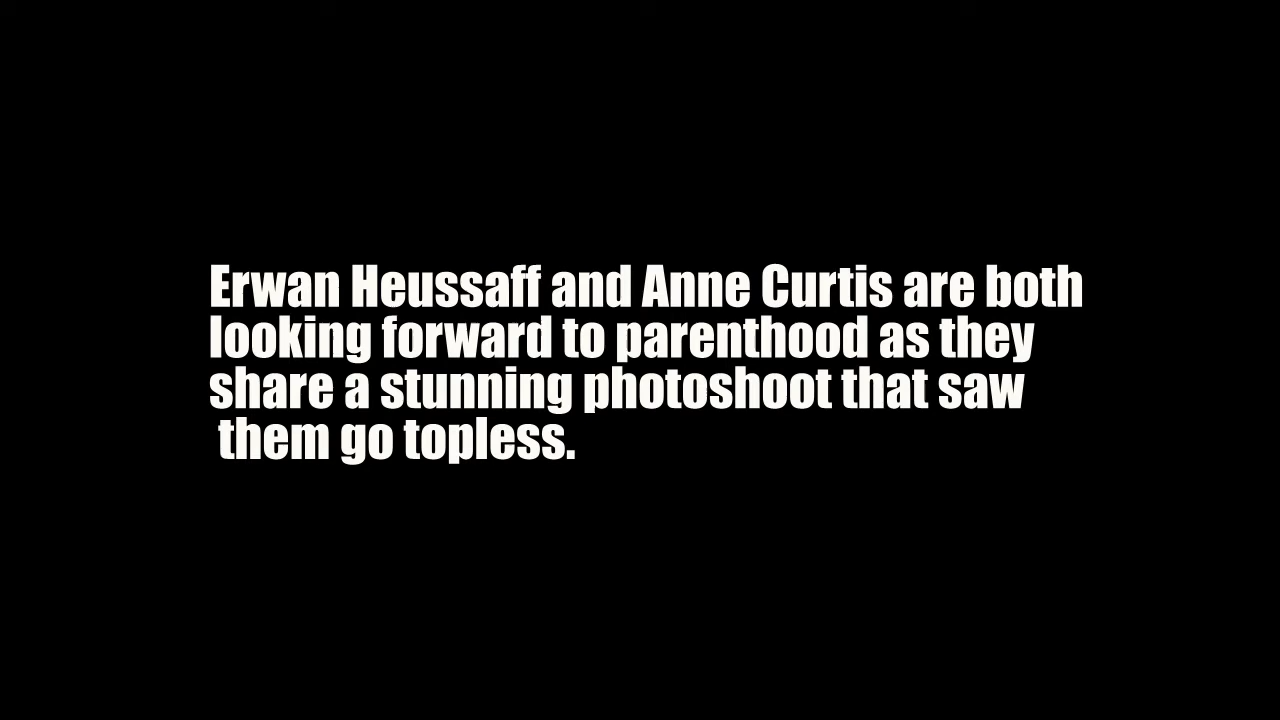 Erwan Heussaff and Anne Curtis are both
looking forward to parenthood as they
share a stunning photoshoot that saw
them go topless.